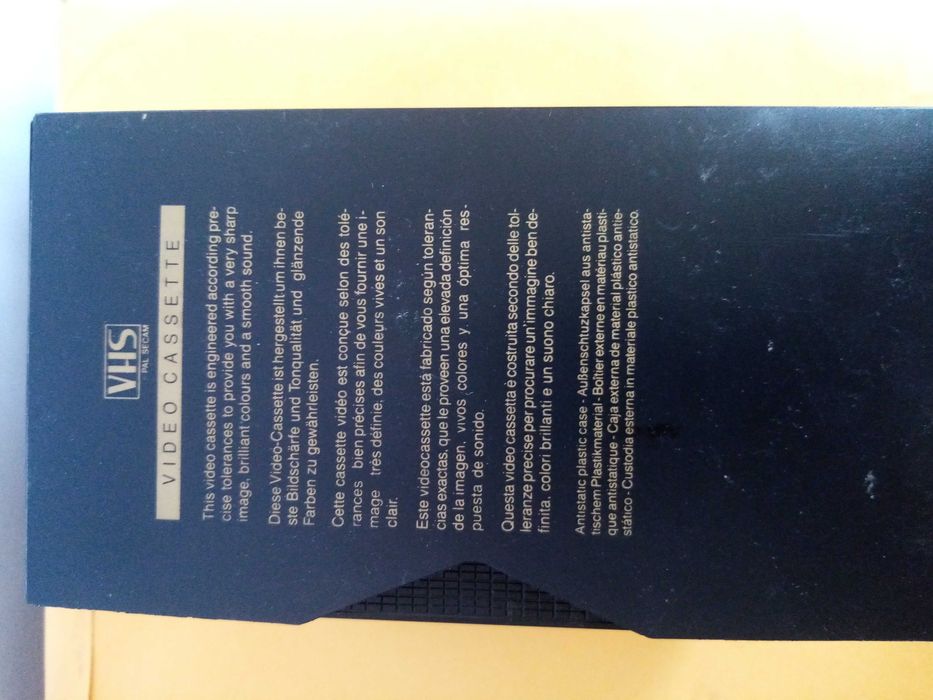 VHS
PAL SECAM
VIDEO CASSETTE
This video cassette is engineered according pre-
cise tolerances to provide you with a very sharp
image, brilliant colours and a smooth sound.
Diese Video-Cassette ist hergestellt um ihnen be-
ste Bildschärfe und Tonqualität und glänzende
Farben zu gewährleisten.
Cette cassette vidéo est conçue selon des tolé-
rances bien précises afin de vous fournir une i-
mage très définie, des couleurs vives et un son
clair.
Este videocassette está fabricado según toleran-
cias exactas, que le proveen una elevada definición
de la imagen, vivos colores y una óptima res-
puesta de sonido.
Questa video cassetta è costruita secondo delle tol-
leranze precise per procurare un'immagine ben de-
finita, colori brillanti e un suono chiaro.
Antistatic plastic case - Außenschtuzkapsel aus antista-
tischem Plastikmaterial - Boîtier externe en matériau plasti-
que antistatique - Caja externa de material plástico antie-
stático - Custodia esterna in materiale plastico antistatico.